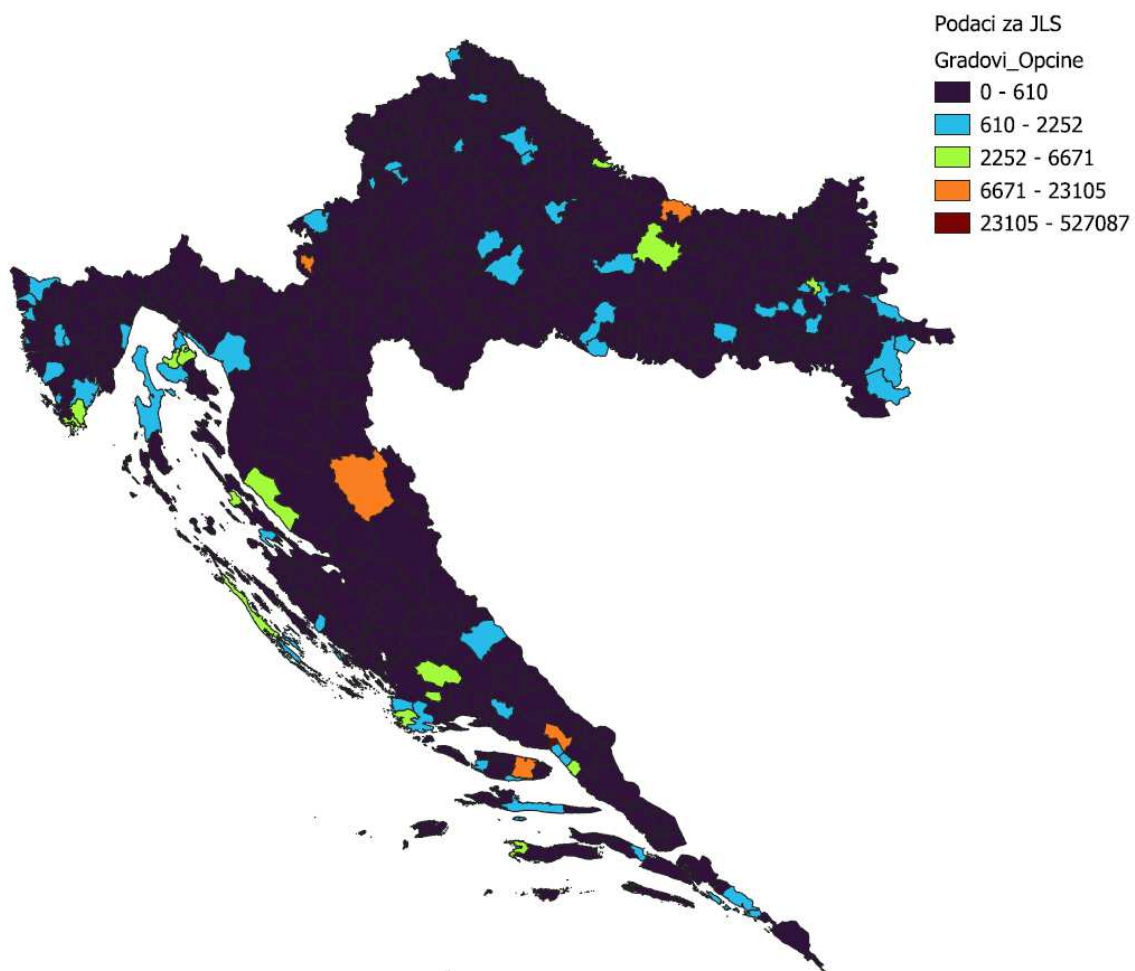 Podaci za JLS
Gradovi_Opcine
0 - 610
610 - 2252
2252 - 6671
6671 - 23105
23105 - 527087